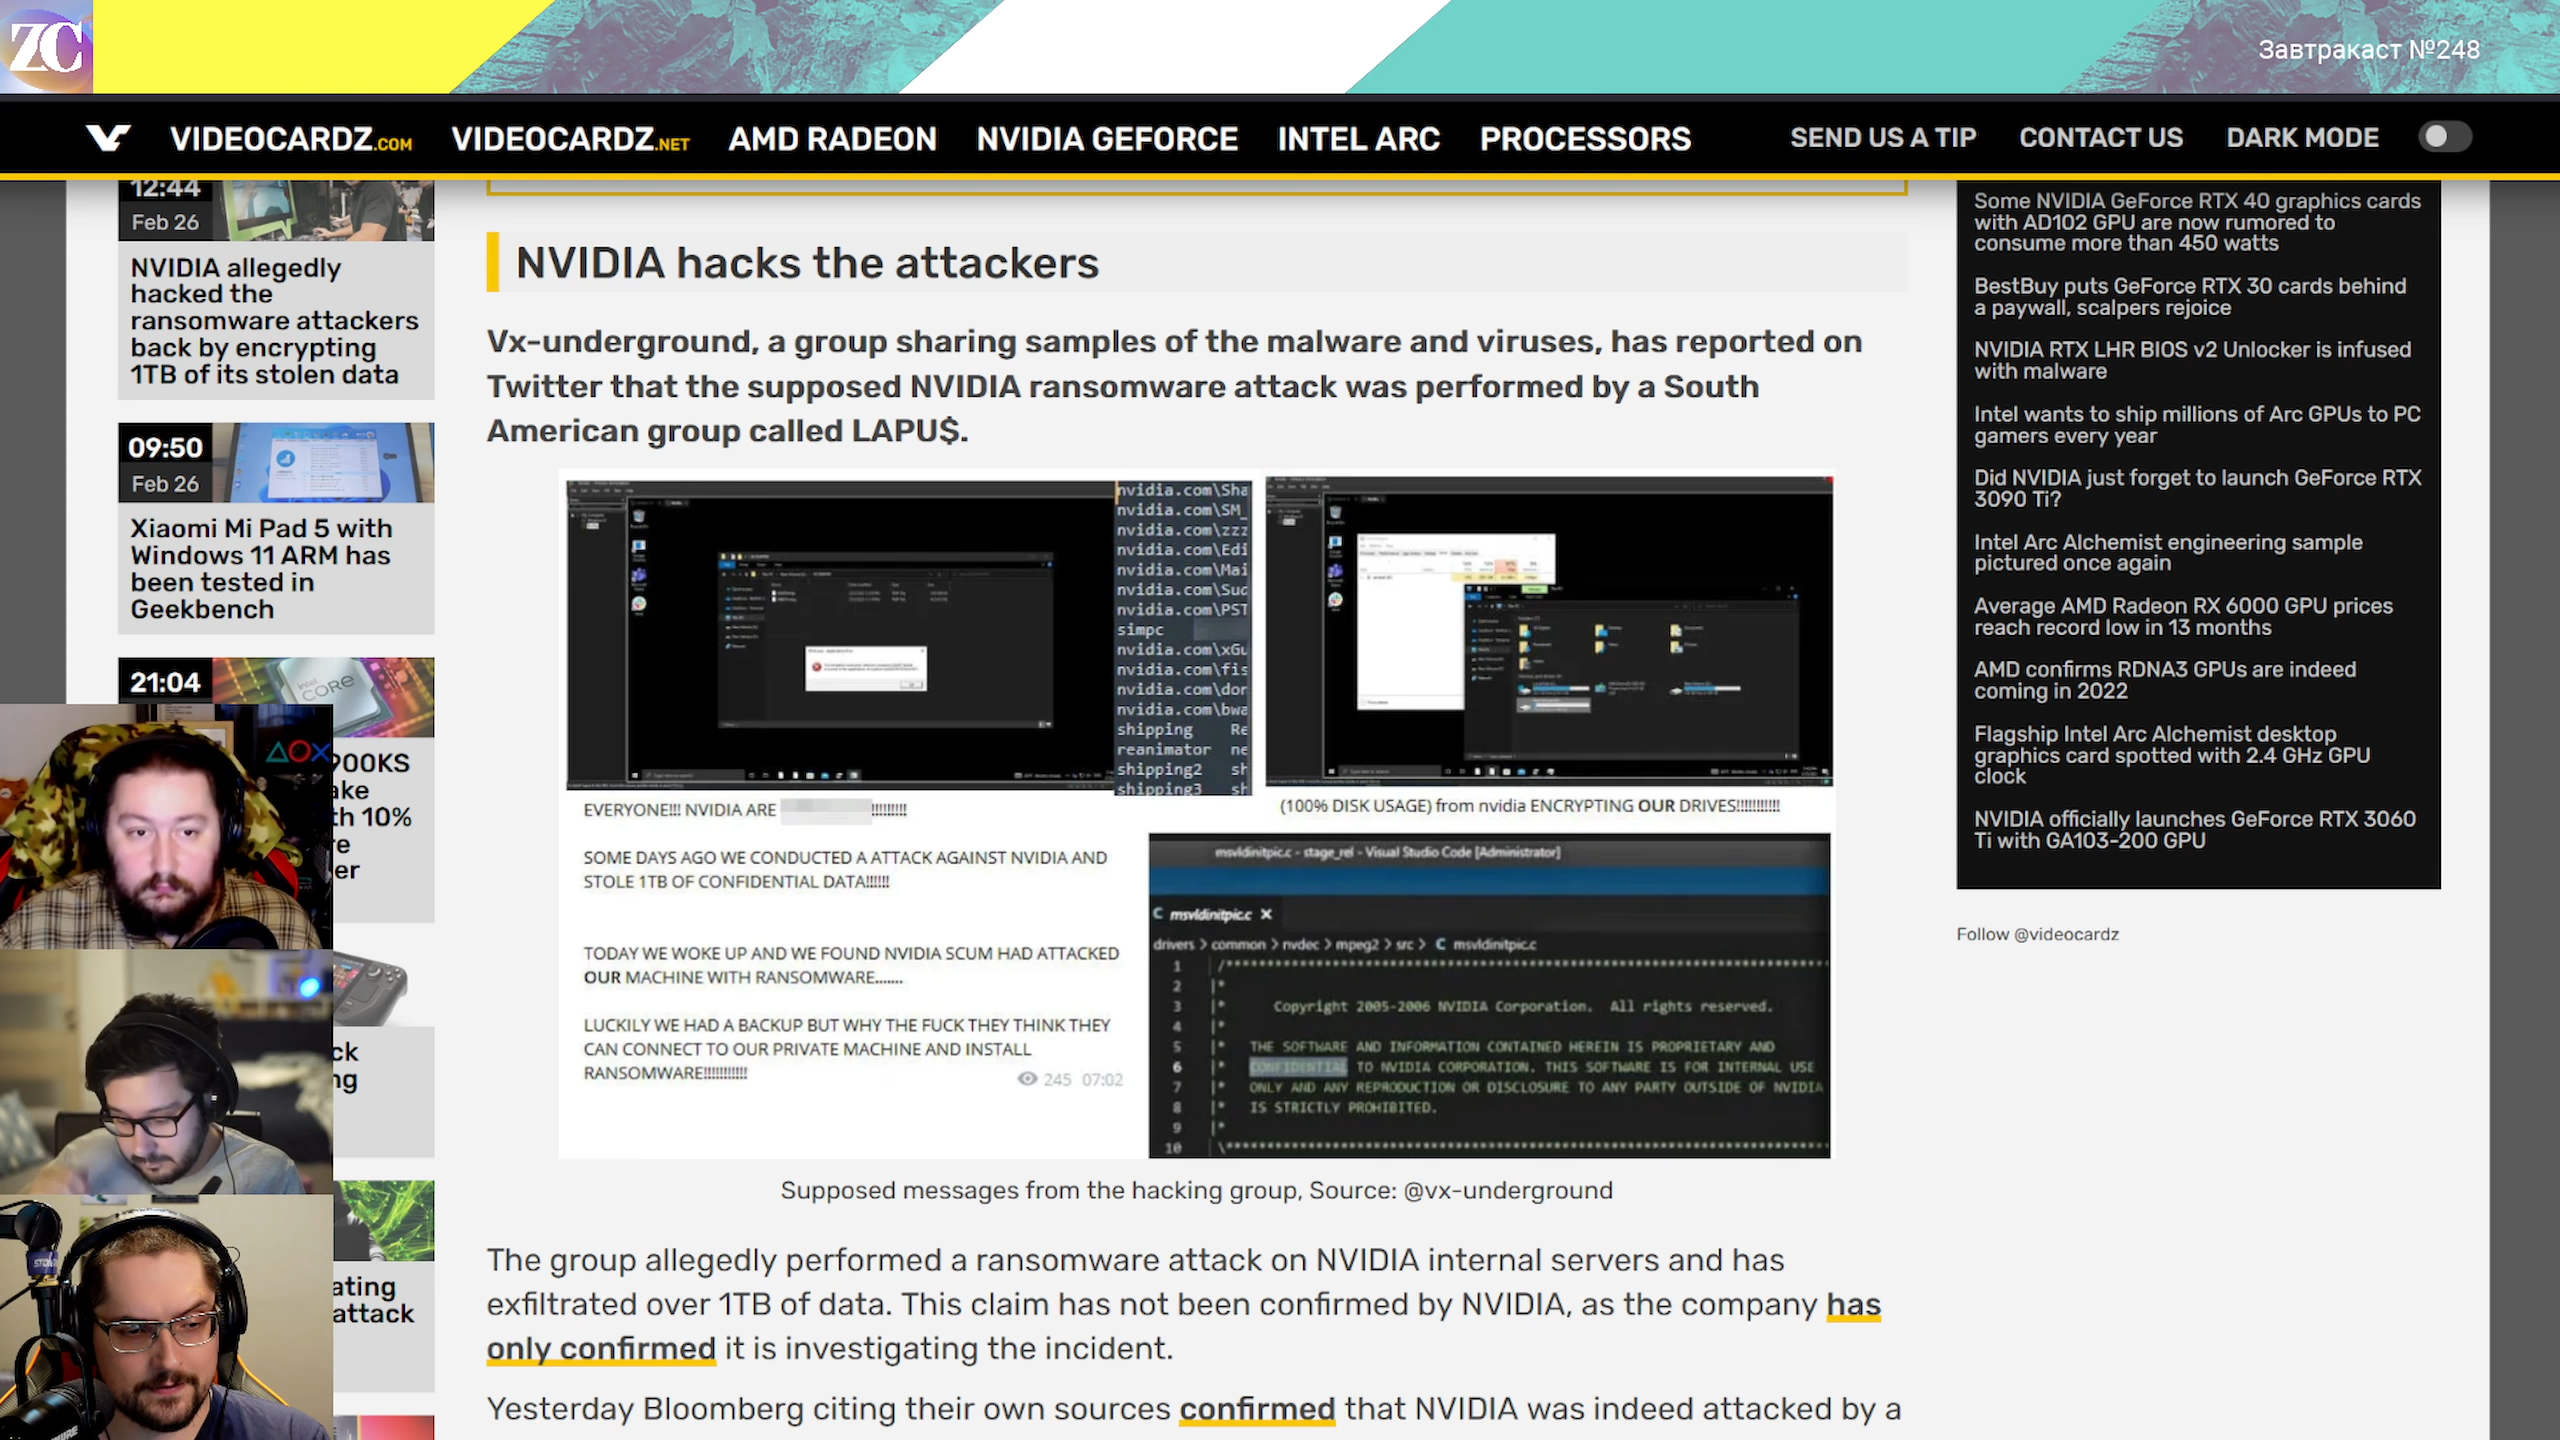 ZC
Завтракаст №248
VIDEOCARDZ.COM VIDEOCARDZ.NET AMD RADEON NVIDIA GEFORCE INTEL ARC PROCESSORS SEND US A TIP CONTACT US DARK MODE
12:44
Feb 26
NVIDIA allegedly
hacked the
ransomware attackers
back by encrypting
1TB of its stolen data
09:50
Feb 26
Xiaomi Mi Pad 5 with
Windows 11 ARM has
been tested in
Geekbench
21:04
intel
CORE
900KS
ake
th 10%
re
er
ck
ng
ating
attack
NVIDIA hacks the attackers
Vx-underground, a group sharing samples of the malware and viruses, has reported on
Twitter that the supposed NVIDIA ransomware attack was performed by a South
American group called LAPU$.
nvidia.com\Sha
nvidia.com\SM_
nvidia.com\zzz
nvidia.com\Edi
nvidia.com\Mai
nvidia.com\Sud
nvidia.com\PST
simpc
nvidia.com\xGu
nvidia.com\fis
nvidia.com\don
nvidia.com\bwa
shipping Re
reanimator ne
shipping2 sh
shipping3 sh
EVERYONE!!! NVIDIA ARE !!!!!!!!!
SOME DAYS AGO WE CONDUCTED A ATTACK AGAINST NVIDIA AND
STOLE 1TB OF CONFIDENTIAL DATA!!!!!!
TODAY WE WOKE UP AND WE FOUND NVIDIA SCUM HAD ATTACKED
OUR MACHINE WITH RANSOMWARE.......
LUCKILY WE HAD A BACKUP BUT WHY THE FUCK THEY THINK THEY
CAN CONNECT TO OUR PRIVATE MACHINE AND INSTALL
RANSOMWARE!!!!!!!!!!!
245 07:02
(100% DISK USAGE) from nvidia ENCRYPTING OUR DRIVES!!!!!!!!!!!
msvldinitpic.c - stage_rel - Visual Studio Code [Administrator]
C msvldinitpic.c ×
drivers > common > nvdec > mpeg2 > src > C msvldinitpic.c
1 /***
2 |*
3 |* Copyright 2005-2006 NVIDIA Corporation. All rights reserved.
4 |*
5 |* THE SOFTWARE AND INFORMATION CONTAINED HEREIN IS PROPRIETARY AND
6 |* CONFIDENTIAL TO NVIDIA CORPORATION. THIS SOFTWARE IS FOR INTERNAL USE
7 |* ONLY AND ANY REPRODUCTION OR DISCLOSURE TO ANY PARTY OUTSIDE OF NVIDIA
8 |* IS STRICTLY PROHIBITED.
9 |*
10 \***
Supposed messages from the hacking group, Source: @vx-underground
The group allegedly performed a ransomware attack on NVIDIA internal servers and has
exfiltrated over 1TB of data. This claim has not been confirmed by NVIDIA, as the company has
only confirmed it is investigating the incident.
Yesterday Bloomberg citing their own sources confirmed that NVIDIA was indeed attacked by a
Some NVIDIA GeForce RTX 40 graphics cards
with AD102 GPU are now rumored to
consume more than 450 watts
BestBuy puts GeForce RTX 30 cards behind
a paywall, scalpers rejoice
NVIDIA RTX LHR BIOS v2 Unlocker is infused
with malware
Intel wants to ship millions of Arc GPUs to PC
gamers every year
Did NVIDIA just forget to launch GeForce RTX
3090 Ti?
Intel Arc Alchemist engineering sample
pictured once again
Average AMD Radeon RX 6000 GPU prices
reach record low in 13 months
AMD confirms RDNA3 GPUs are indeed
coming in 2022
Flagship Intel Arc Alchemist desktop
graphics card spotted with 2.4 GHz GPU
clock
NVIDIA officially launches GeForce RTX 3060
Ti with GA103-200 GPU
Follow @videocardz